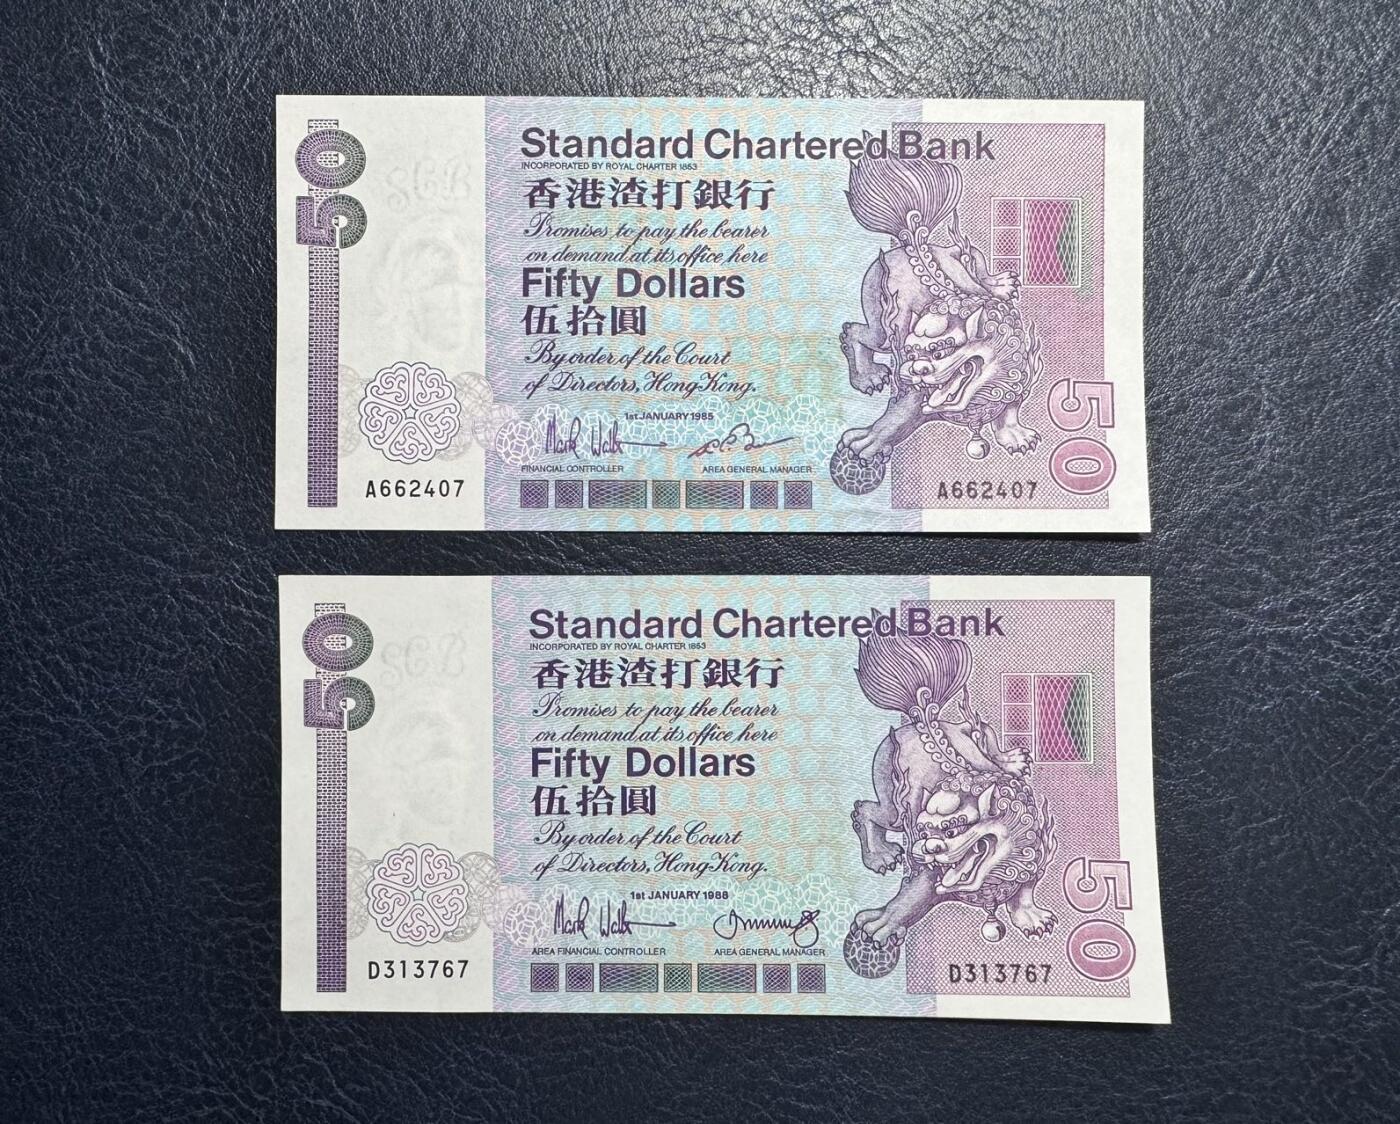 50
Standard Chartered Bank
INCORPORATED BY ROYAL CHARTER 1853
香港渣打銀行
Promises to pay the bearer
on demand at its office here
Fifty Dollars
伍拾圓
By order of the Court
of Directors, Hong Kong.
1st JANUARY 1985
FINANCIAL CONTROLLER
AREA GENERAL MANAGER
A662407
A662407
50
SCB
50
Standard Chartered Bank
INCORPORATED BY ROYAL CHARTER 1853
香港渣打銀行
Promises to pay the bearer
on demand at its office here
Fifty Dollars
伍拾圓
By order of the Court
of Directors, Hong Kong.
1st JANUARY 1988
AREA FINANCIAL CONTROLLER
AREA GENERAL MANAGER
D313767
D313767
50
SCB